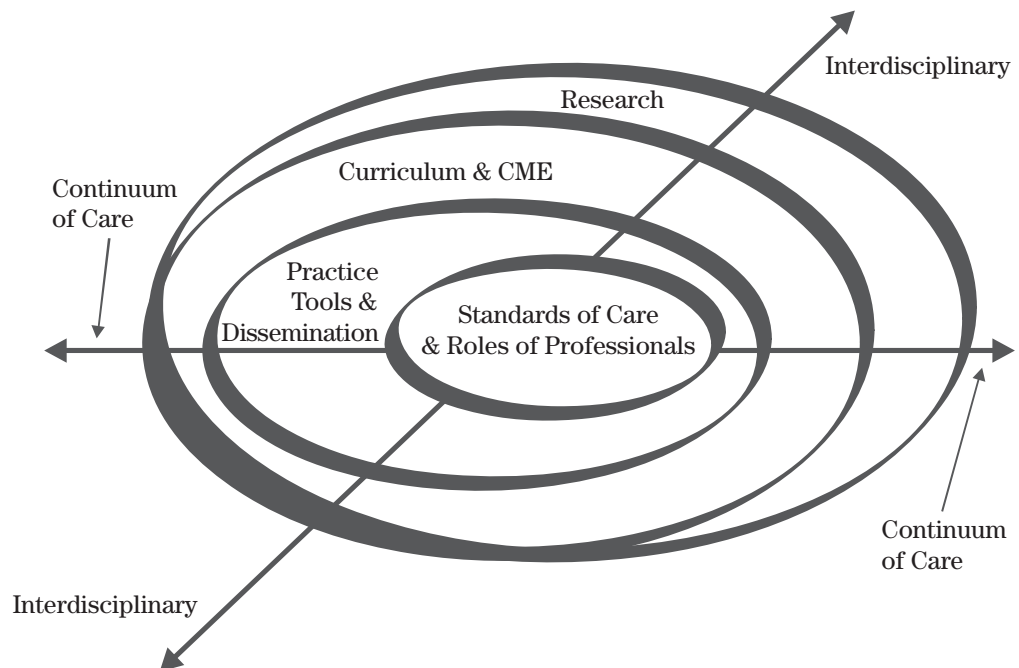 Interdisciplinary
Research
Curriculum & CME
Continuum
of Care
Practice
Tools &
Dissemination
Standards of Care
& Roles of Professionals
Continuum
of Care
Interdisciplinary